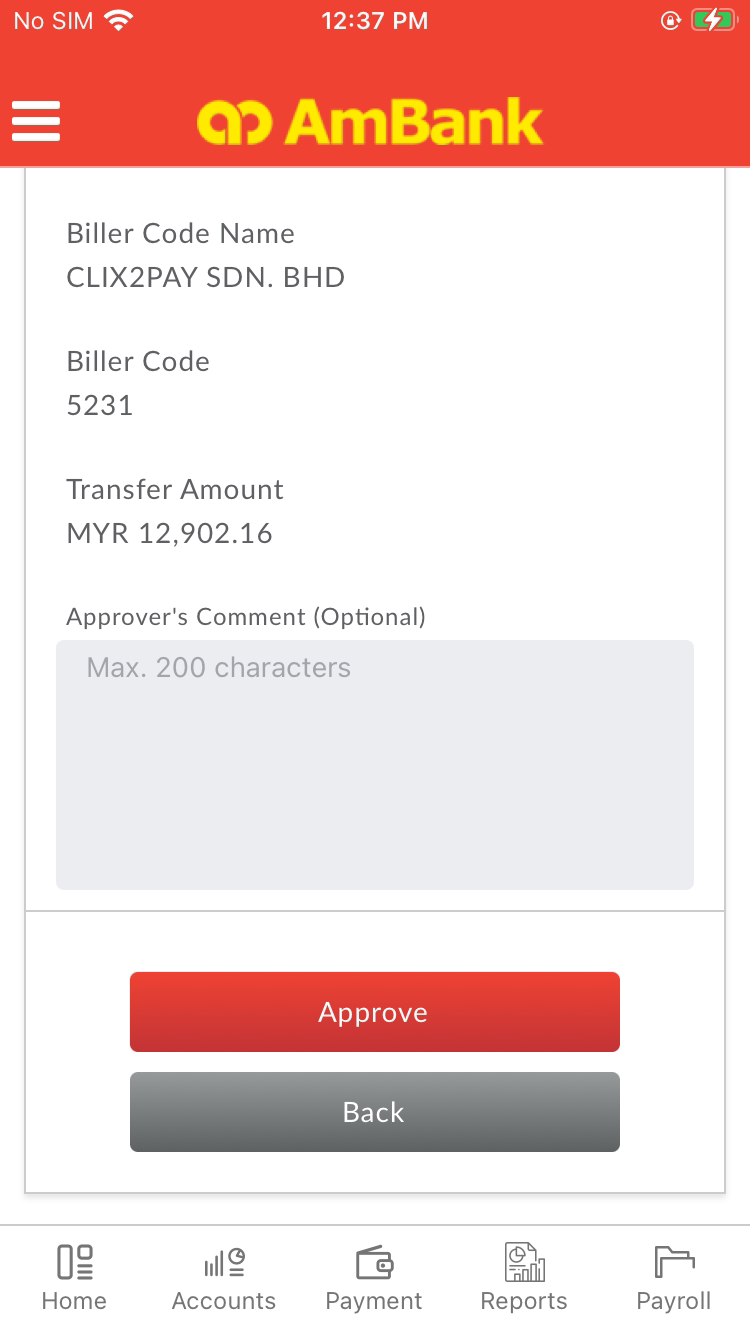 No SIM 12:37 PM
AmBank
Biller Code Name
CLIX2PAY SDN. BHD
Biller Code
5231
Transfer Amount
MYR 12,902.16
Approver's Comment (Optional)
Max. 200 characters
Approve
Back
Home Accounts Payment Reports Payroll